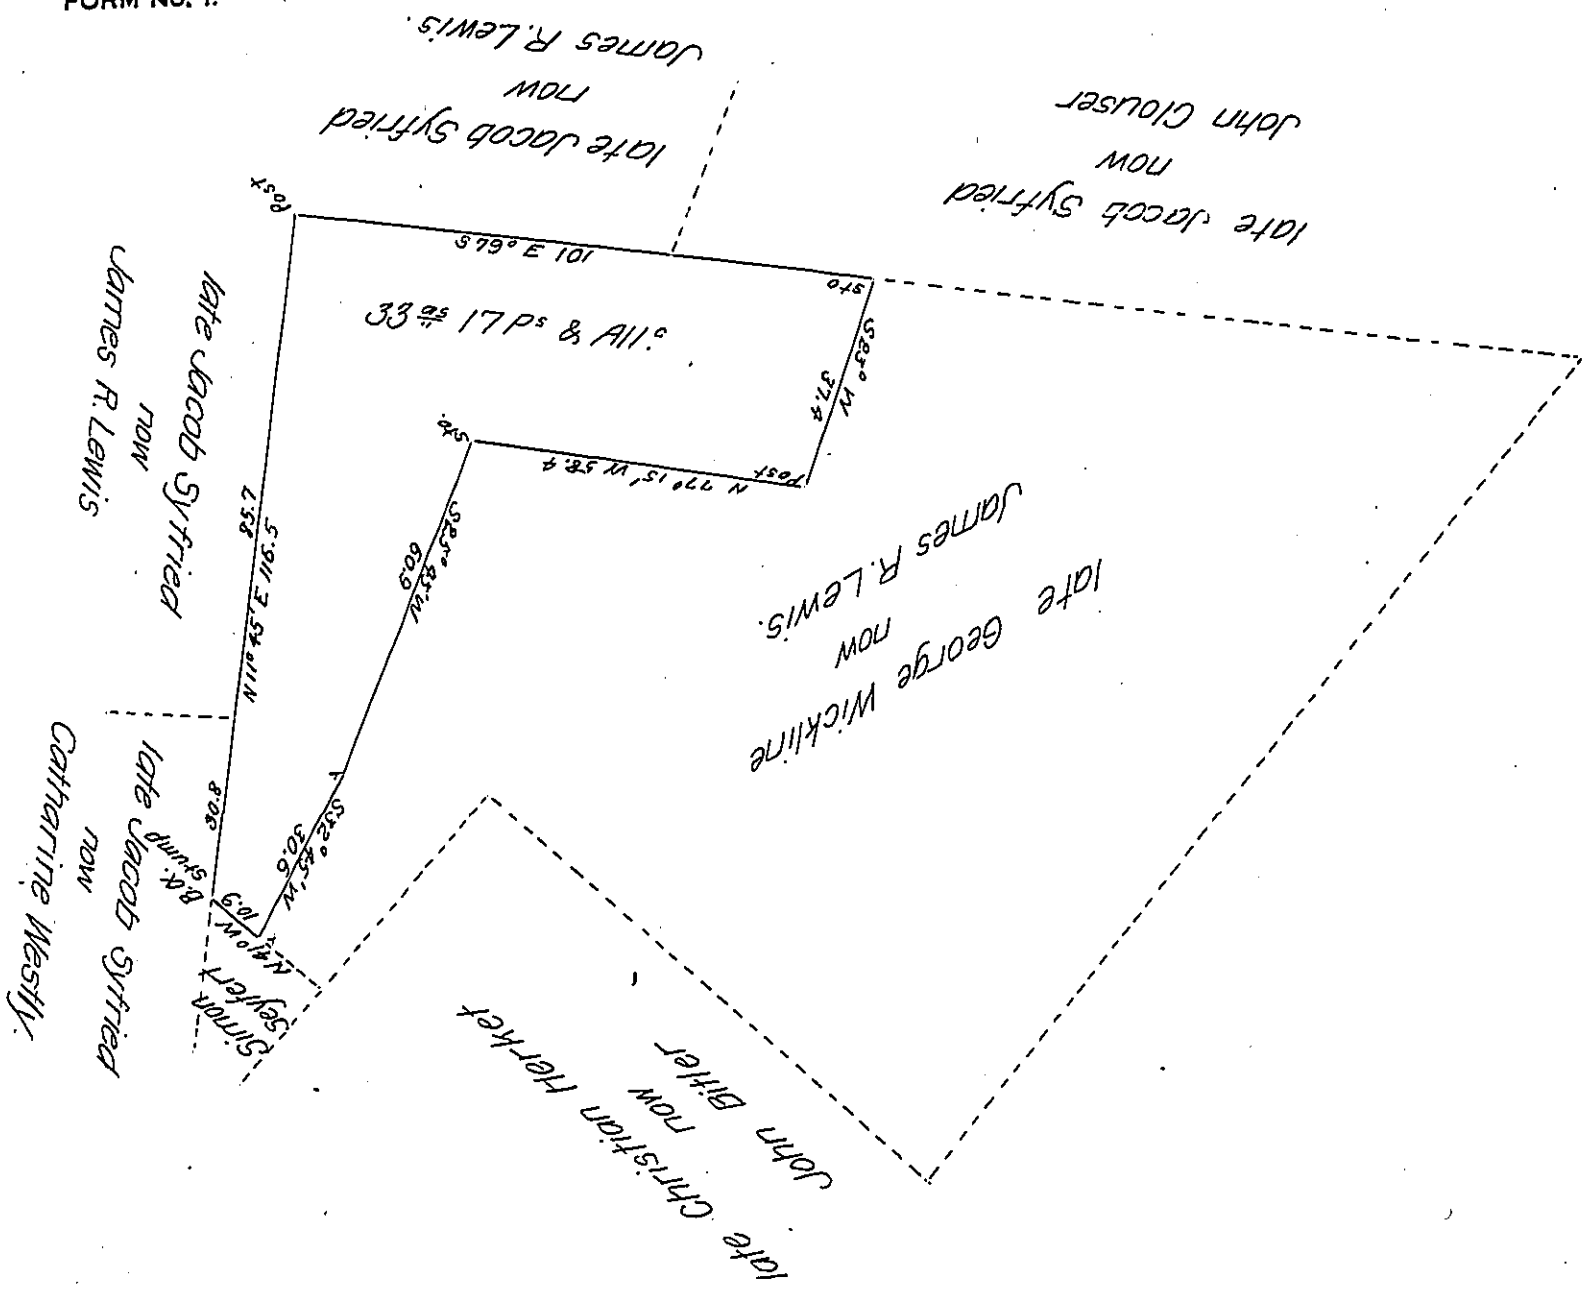 FORM NO. 1.
late Jacob Syfried
now
James R. Lewis.
late Jacob Syfried
now
John Clouser
Post
S 79° E 101
Sto
33 as 17 ps & All:
S 23° W
37.4
Post
N 77° 15' W 58.4
Sto.
S 25° 45' W
60.9
S 32° 45' W
30.6
N 41° W
10.9
B.O. Stump
N 11° 45' E 116.5
85.7
30.8
late Jacob Syfried
now
James R. Lewis
late Jacob Syfried
now
Catharine Westly.
Simon
Seyfert
late George Wickline
now
James R. Lewis.
late Christian Herket
now
John Bitler